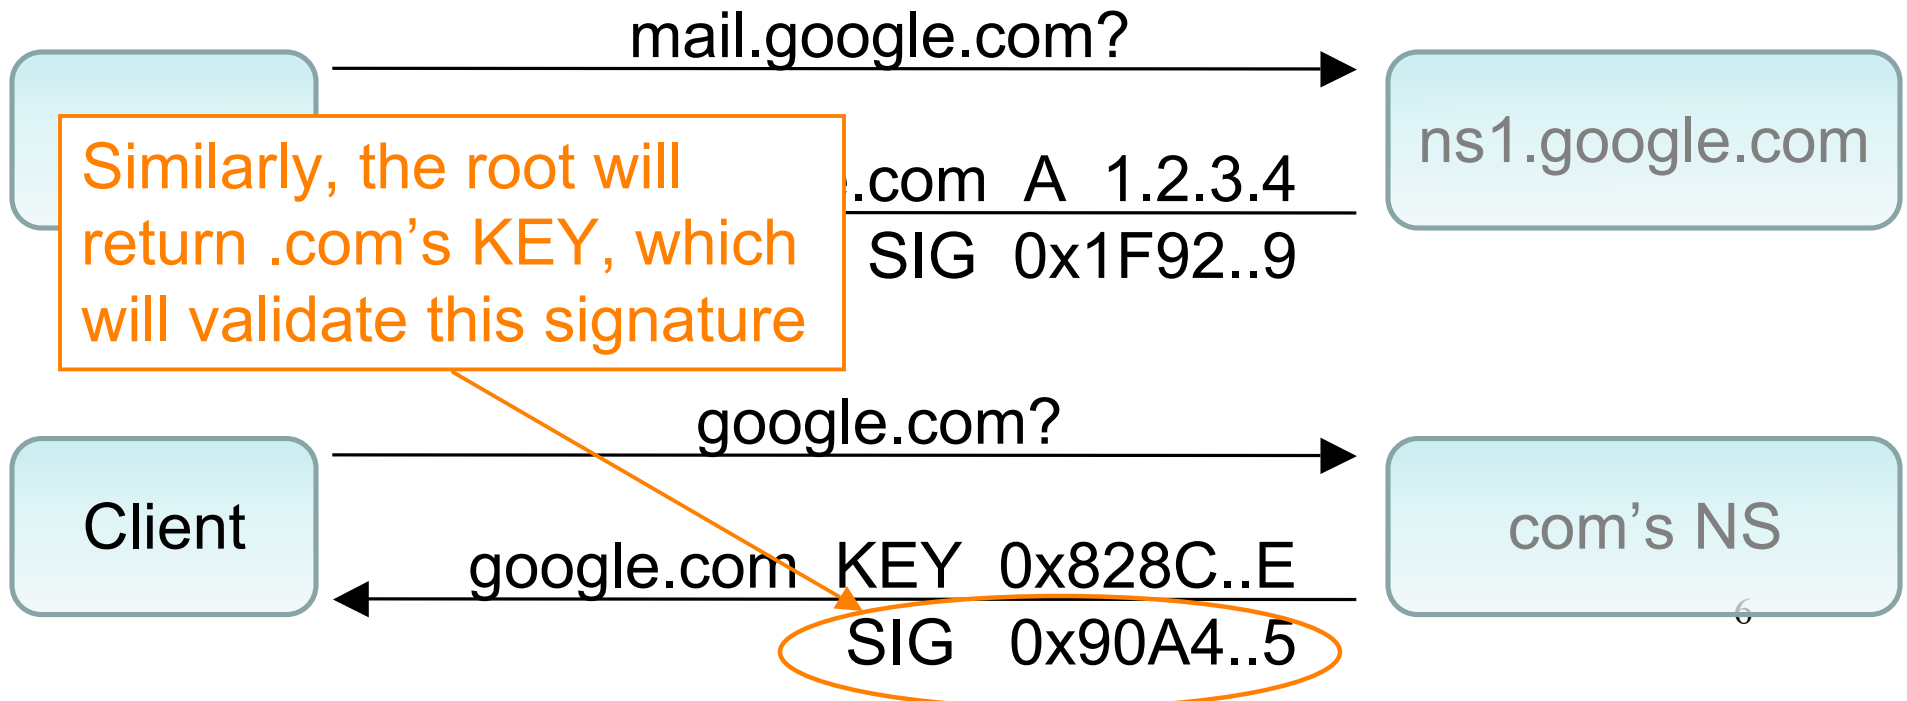 mail.google.com?
ns1.google.com
Similarly, the root will
return .com’s KEY, which
will validate this signature
.com A 1.2.3.4
SIG 0x1F92..9
google.com?
Client
com’s NS
google.com KEY 0x828C..E
SIG 0x90A4..5
6